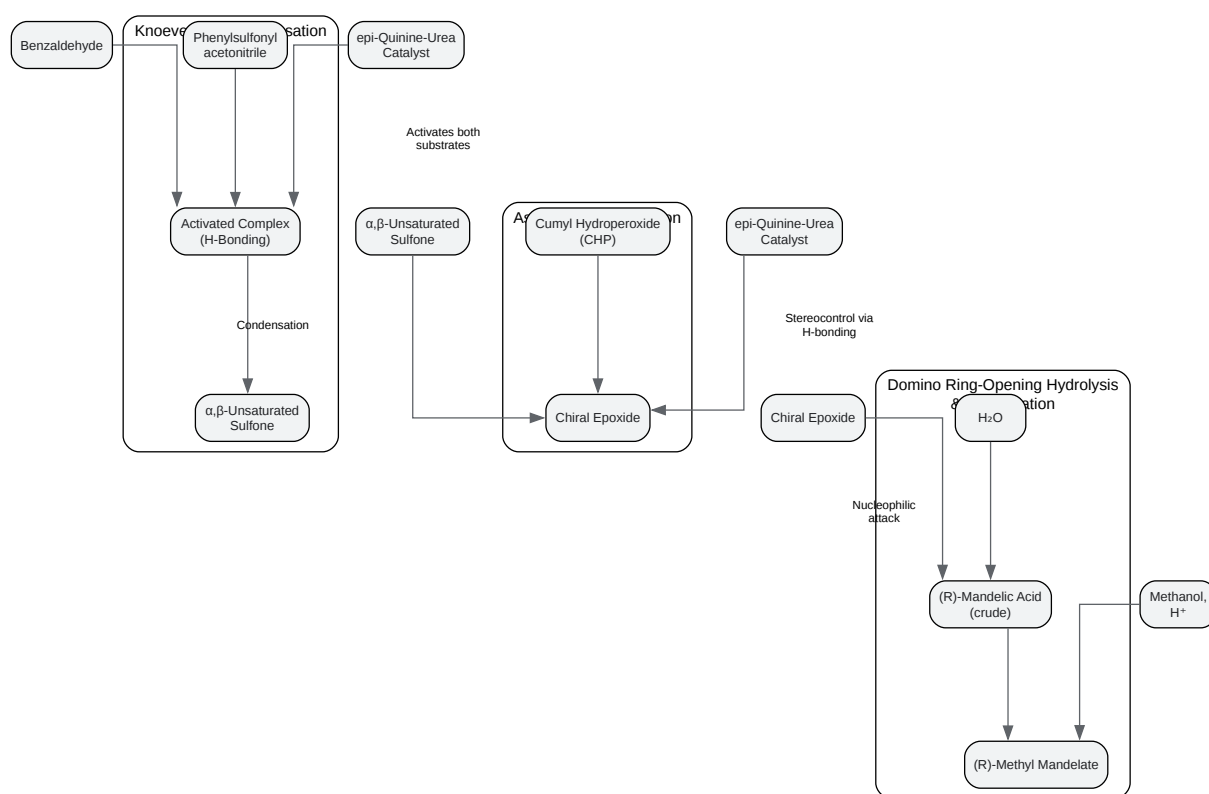 Benzaldehyde
Phenylsulfonyl
acetonitrile
epi-Quinine-Urea
Catalyst
Activates both
substrates
Activated Complex
(H-Bonding)
Condensation
α,β-Unsaturated
Sulfone
α,β-Unsaturated
Sulfone
Cumyl Hydroperoxide
(CHP)
epi-Quinine-Urea
Catalyst
Stereocontrol via
H-bonding
Chiral Epoxide
Domino Ring-Opening Hydrolysis
&
Chiral Epoxide
H₂O
Nucleophilic
attack
(R)-Mandelic Acid
(crude)
Methanol,
H⁺
(R)-Methyl Mandelate